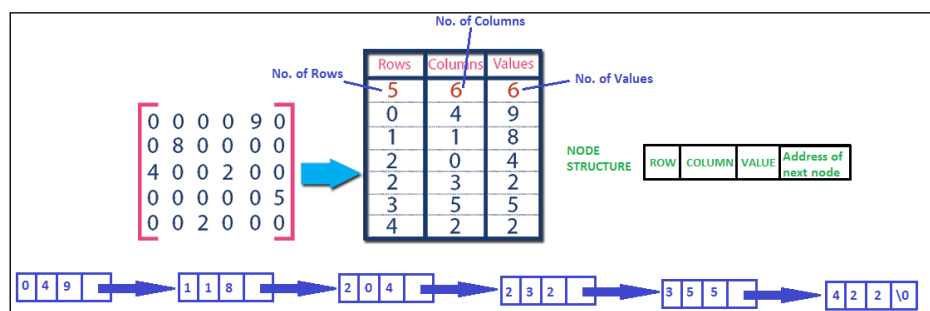 No. of Columns
Rows Columns Values
No. of Rows
No. of Values
5 6 6
0 4 9
1 1 8
2 0 4
2 3 2
3 5 5
4 2 2
0 0 0 0 9 0
0 8 0 0 0 0
4 0 0 2 0 0
0 0 0 0 0 5
0 0 2 0 0 0
NODE
STRUCTURE
ROW COLUMN VALUE Address of
next node
0 4 9
1 1 8
2 0 4
2 3 2
3 5 5
4 2 2 \0